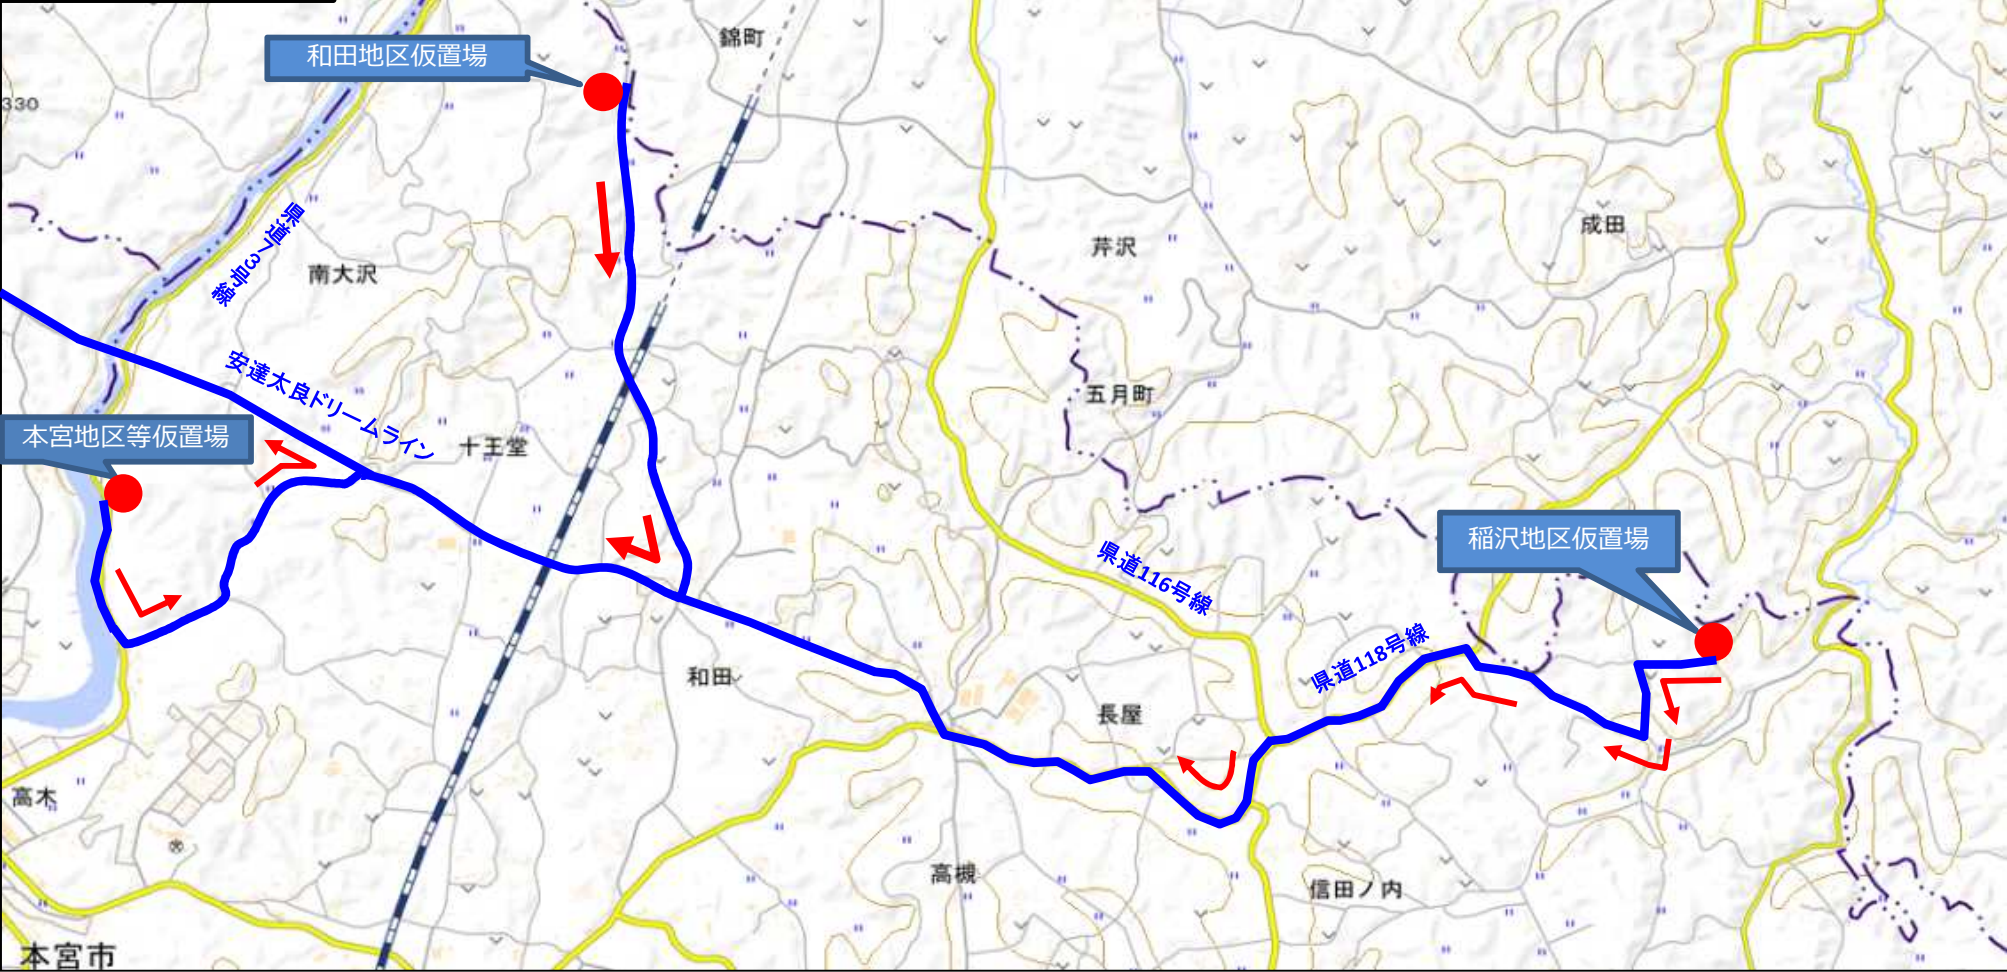 錦町
和田地区仮置場
330
県道73号線
南大沢
成田
芹沢
安達太良ドリームライン
五月町
本宮地区等仮置場
十王堂
稲沢地区仮置場
県道116号線
県道118号線
和田
長屋
高木
高槻
信田ノ内
本宮市